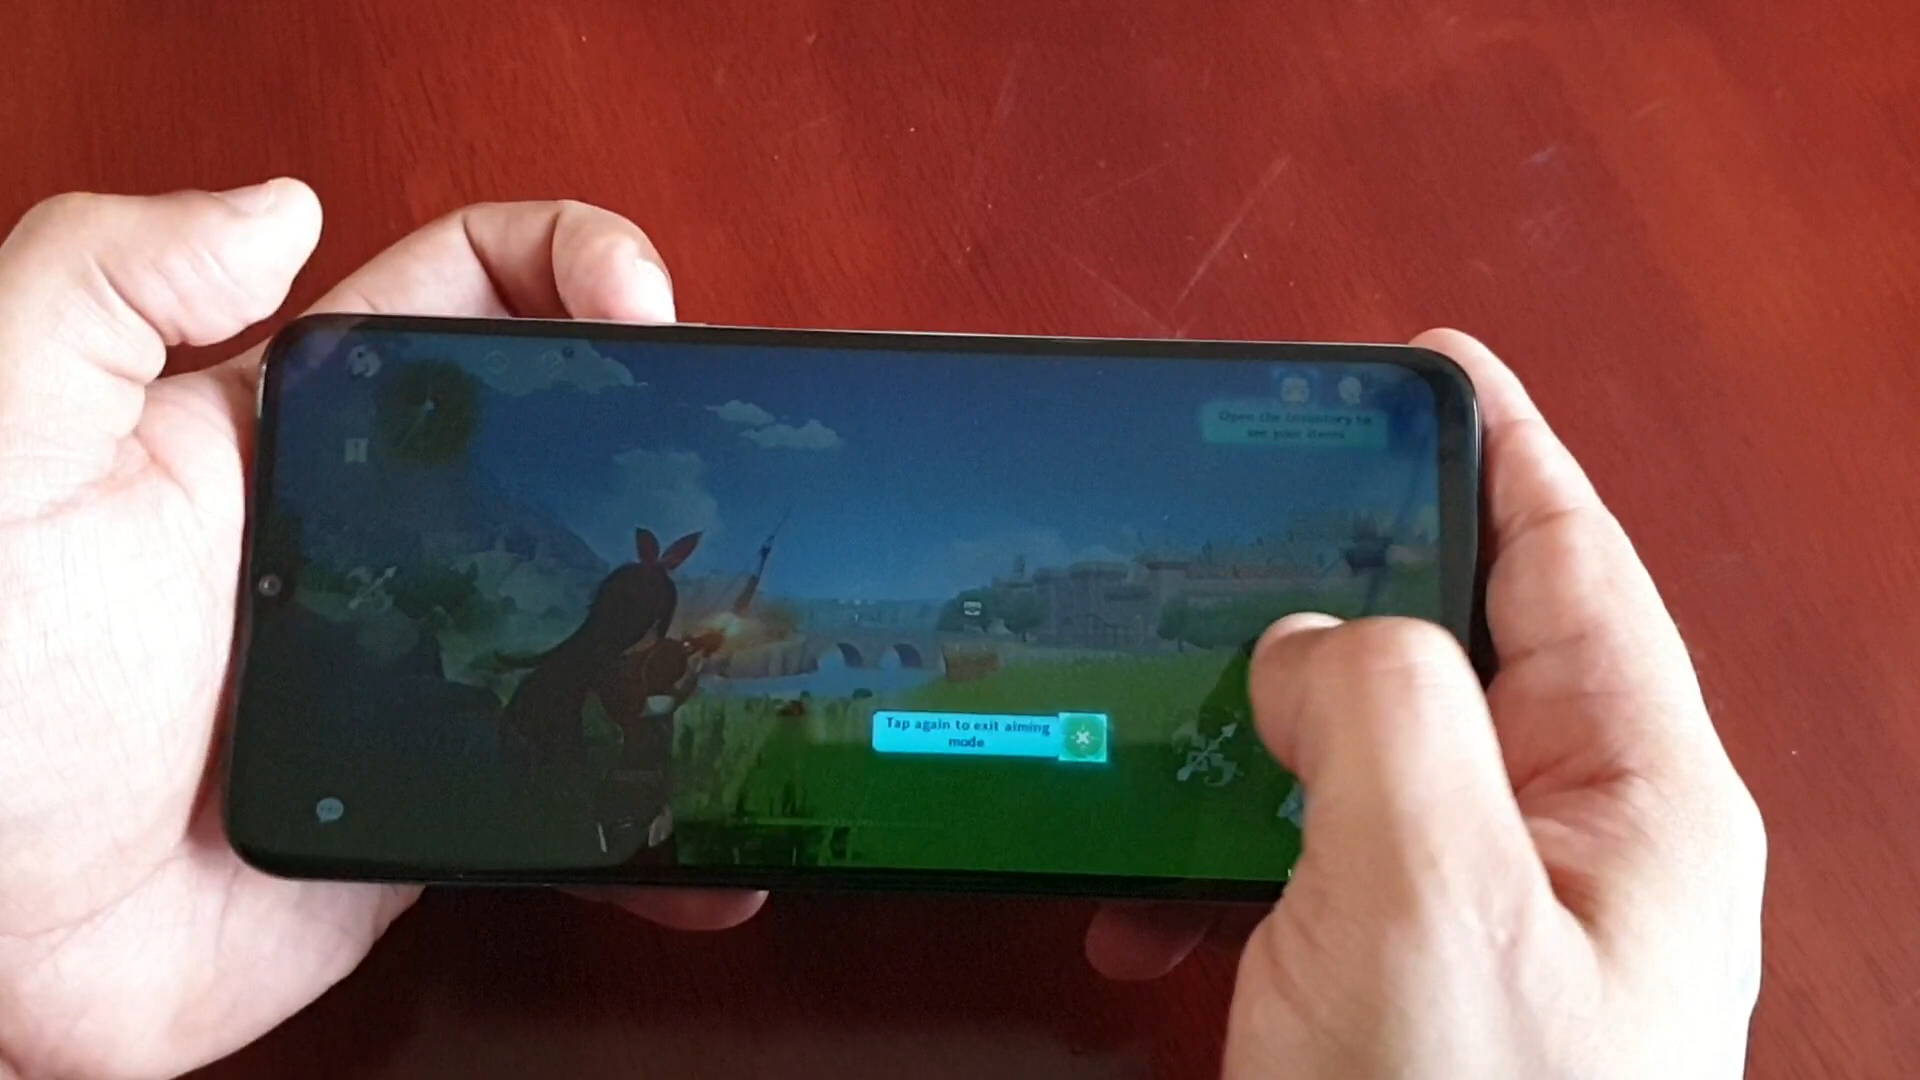 Open the Inventory to
see your items
Tap again to exit aiming
mode